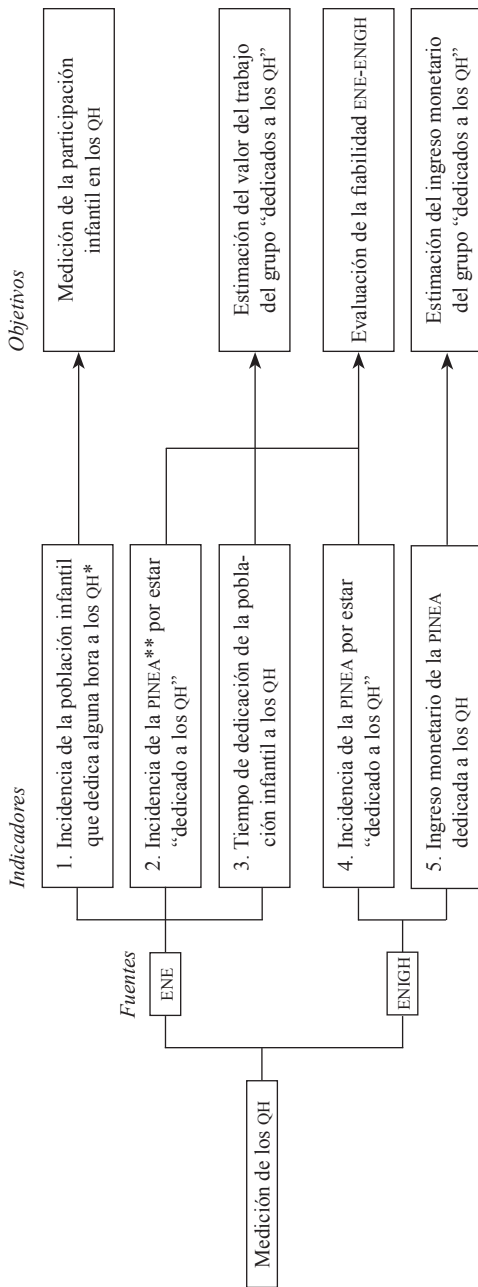 Indicadores
Objetivos
Fuentes
Medición de los QH
ENE
ENIGH
1. Incidencia de la población infantil
que dedica alguna hora a los QH*
2. Incidencia de la PINEA** por estar
“dedicado a los QH”
3. Tiempo de dedicación de la pobla-
ción infantil a los QH
4. Incidencia de la PINEA por estar
“dedicado a los QH”
5. Ingreso monetario de la PINEA
dedicada a los QH
Medición de la participación
infantil en los QH
Estimación del valor del trabajo
del grupo “dedicados a los QH”
Evaluación de la fiabilidad ENE-ENIGH
Estimación del ingreso monetario
del grupo “dedicados a los QH”